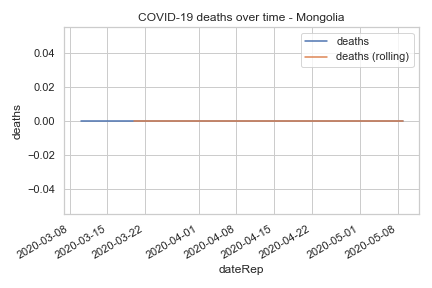 COVID-19 deaths over time - Mongolia
deaths
deaths (rolling)
0.04
0.02
0.00
−0.02
−0.04
deaths
2020-03-08
2020-03-15
2020-03-22
2020-04-01
2020-04-08
2020-04-15
2020-04-22
2020-05-01
2020-05-08
dateRep